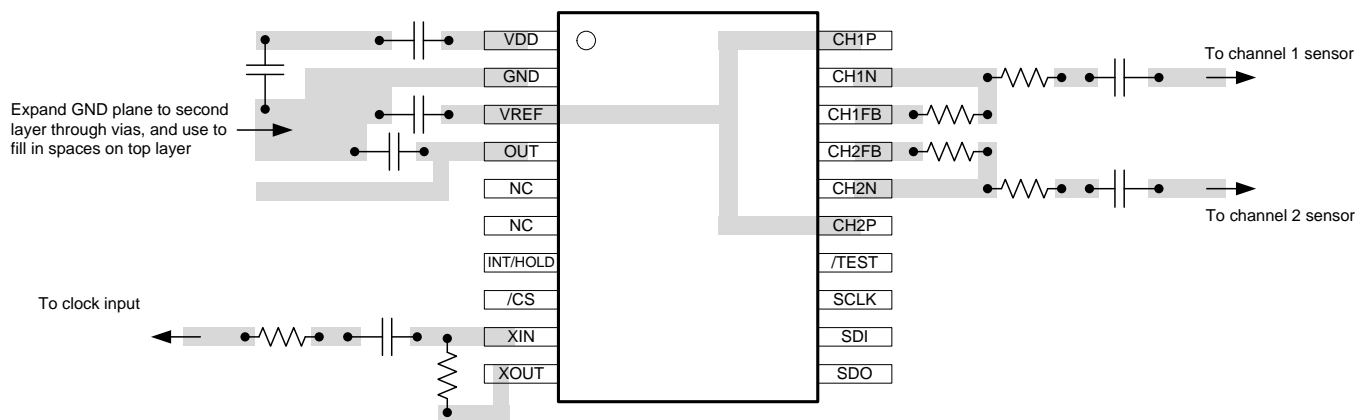 VDD
GND
VREF
OUT
NC
NC
INT/HOLD
/CS
XIN
XOUT
CH1P
CH1N
CH1FB
CH2FB
CH2N
CH2P
/TEST
SCLK
SDI
SDO
Expand GND plane to second
layer through vias, and use to
fill in spaces on top layer
To clock input
To channel 1 sensor
To channel 2 sensor